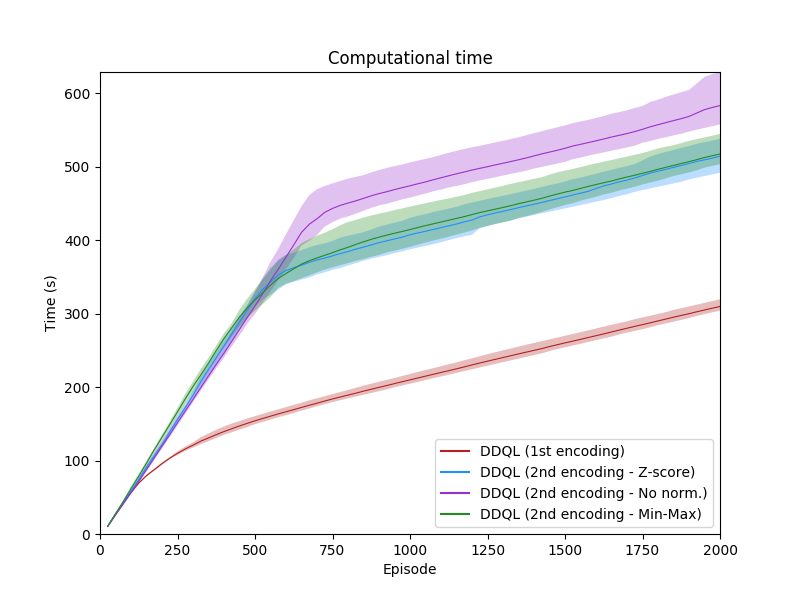 Computational time
600
500
400
300
200
100
0
Time (s)
0 250 500 750 1000 1250 1500 1750 2000
Episode
DDQL (1st encoding)
DDQL (2nd encoding - Z-score)
DDQL (2nd encoding - No norm.)
DDQL (2nd encoding - Min-Max)